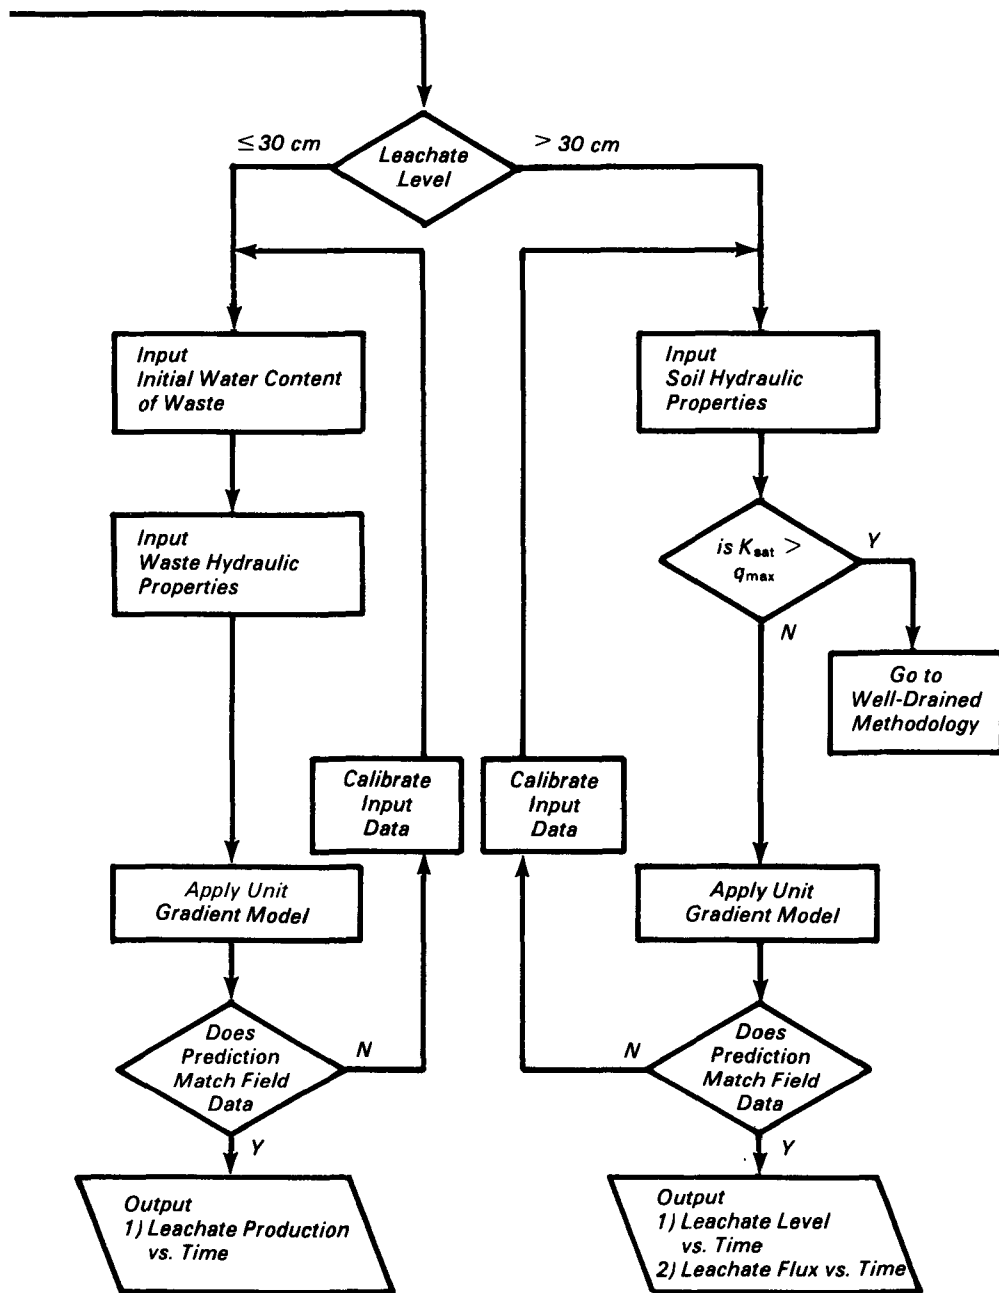 ≤ 30 cm
Leachate
Level
> 30 cm
Input
Initial Water Content
of Waste
Input
Waste Hydraulic
Properties
Calibrate
Input
Data
Apply Unit
Gradient Model
Does
Prediction
Match Field
Data
N
Y
Output
1) Leachate Production
vs. Time
Input
Soil Hydraulic
Properties
is Ksat >
qmax
Y
N
Go to
Well-Drained
Methodology
Calibrate
Input
Data
Apply Unit
Gradient Model
Does
Prediction
Match Field
Data
N
Y
Output
1) Leachate Level
vs. Time
2) Leachate Flux vs. Time